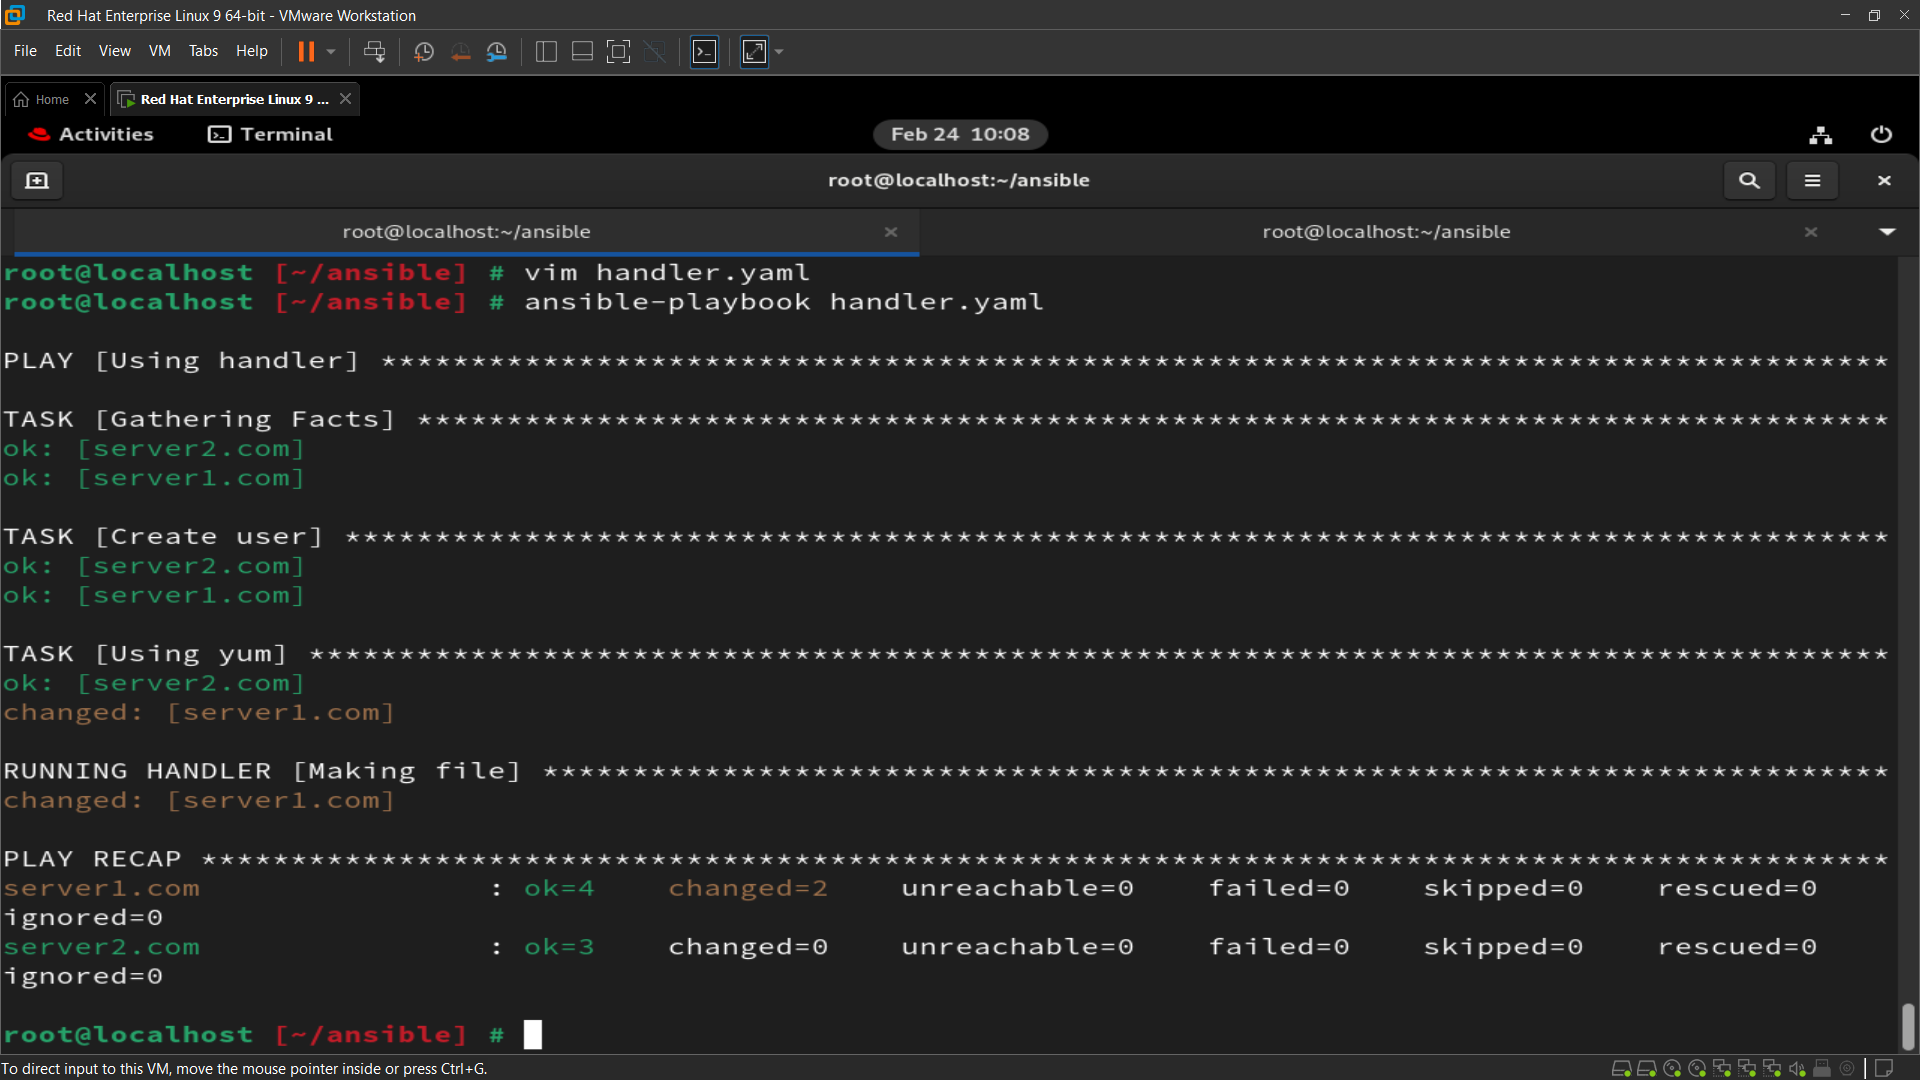 Red Hat Enterprise Linux 9 64-bit - VMware Workstation
File Edit View VM Tabs Help
Home Red Hat Enterprise Linux 9 ...
Activities Terminal Feb 24 10:08
root@localhost:~/ansible
root@localhost:~/ansible root@localhost:~/ansible
root@localhost [~/ansible] # vim handler.yaml
root@localhost [~/ansible] # ansible-playbook handler.yaml
PLAY [Using handler] ************************************************************************************
TASK [Gathering Facts] **********************************************************************************
ok: [server2.com]
ok: [server1.com]
TASK [Create user] **************************************************************************************
ok: [server2.com]
ok: [server1.com]
TASK [Using yum] ****************************************************************************************
ok: [server2.com]
changed: [server1.com]
RUNNING HANDLER [Making file] ***************************************************************************
changed: [server1.com]
PLAY RECAP **********************************************************************************************
server1.com : ok=4 changed=2 unreachable=0 failed=0 skipped=0 rescued=0
ignored=0
server2.com : ok=3 changed=0 unreachable=0 failed=0 skipped=0 rescued=0
ignored=0
root@localhost [~/ansible] #
To direct input to this VM, move the mouse pointer inside or press Ctrl+G.